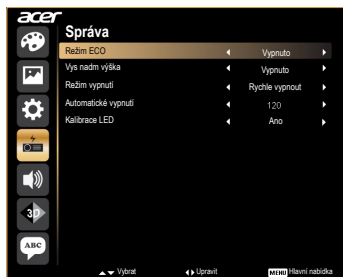 acer
Správa
Režim ECO Vypnuto
Vys nadm výška Vypnuto
Režim vypnutí Rychle vypnout
Automatické vypnutí 120
Kalibrace LED Ano
3D
ABC
Vybrat Upravit MENU Hlavní nabídka